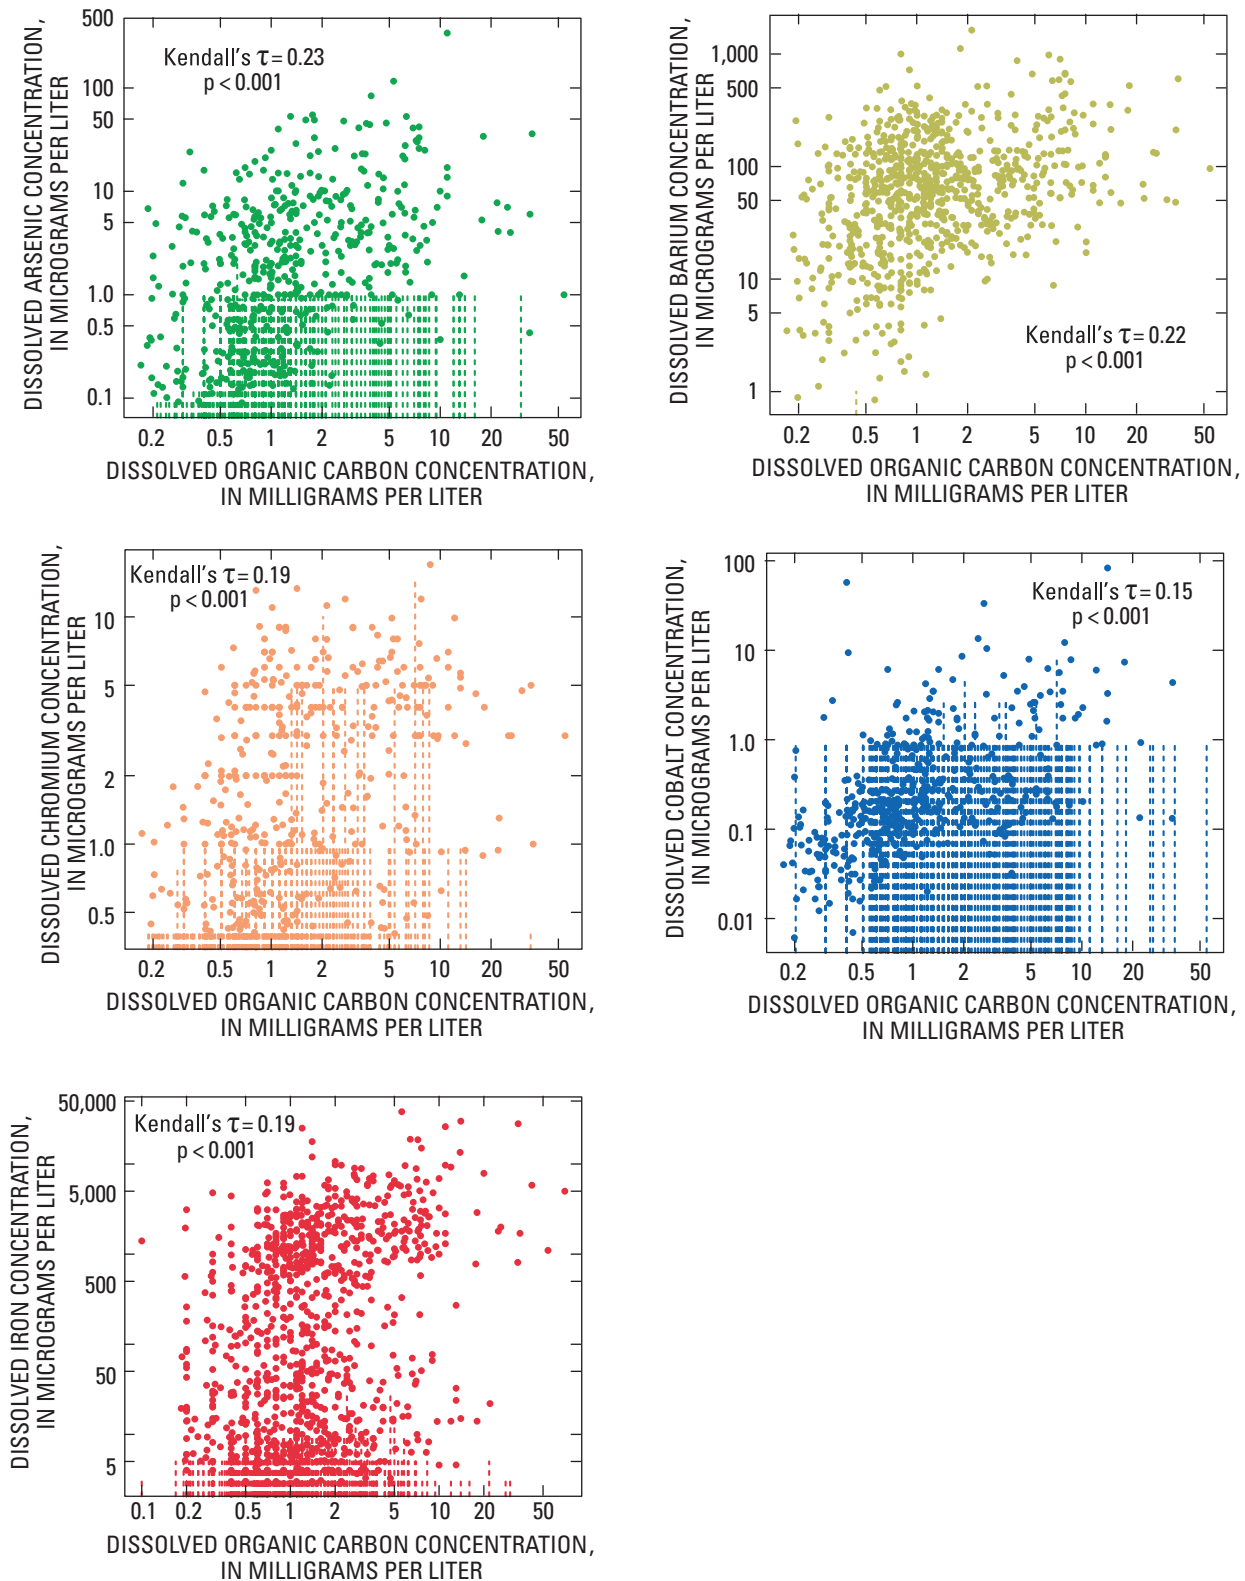 DISSOLVED ARSENIC CONCENTRATION,
IN MICROGRAMS PER LITER
500
100
50
10
5
1.0
0.5
0.1
Kendall's τ = 0.23
p < 0.001
0.2 0.5 1 2 5 10 20 50
DISSOLVED ORGANIC CARBON CONCENTRATION,
IN MILLIGRAMS PER LITER
DISSOLVED BARIUM CONCENTRATION,
IN MICROGRAMS PER LITER
1,000
500
100
50
10
5
1
Kendall's τ = 0.22
p < 0.001
0.2 0.5 1 2 5 10 20 50
DISSOLVED ORGANIC CARBON CONCENTRATION,
IN MILLIGRAMS PER LITER
DISSOLVED CHROMIUM CONCENTRATION,
IN MICROGRAMS PER LITER
10
5
2
1.0
0.5
Kendall's τ = 0.19
p < 0.001
0.2 0.5 1 2 5 10 20 50
DISSOLVED ORGANIC CARBON CONCENTRATION,
IN MILLIGRAMS PER LITER
DISSOLVED COBALT CONCENTRATION,
IN MICROGRAMS PER LITER
100
10
1.0
0.1
0.01
Kendall's τ = 0.15
p < 0.001
0.2 0.5 1 2 5 10 20 50
DISSOLVED ORGANIC CARBON CONCENTRATION,
IN MILLIGRAMS PER LITER
DISSOLVED IRON CONCENTRATION,
IN MICROGRAMS PER LITER
50,000
5,000
500
50
5
Kendall's τ = 0.19
p < 0.001
0.1 0.2 0.5 1 2 5 10 20 50
DISSOLVED ORGANIC CARBON CONCENTRATION,
IN MILLIGRAMS PER LITER